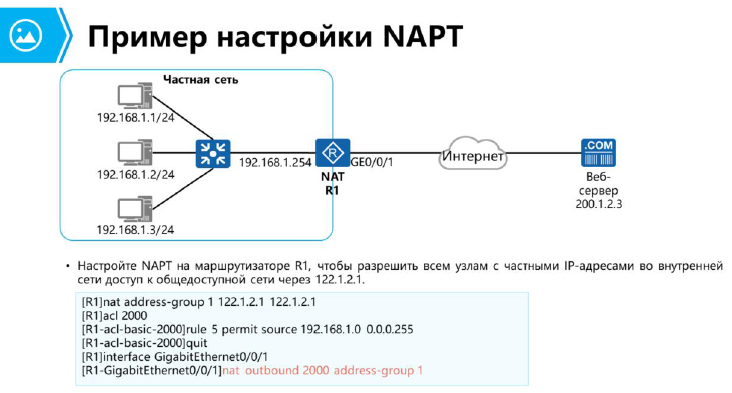 Пример настройки NAPT
Частная сеть
192.168.1.1/24
192.168.1.2/24
192.168.1.3/24
192.168.1.254
GE0/0/1
NAT
R1
R
Интернет
.COM
Веб-
сервер
200.1.2.3
• Настройте NAPT на маршрутизаторе R1, чтобы разрешить всем узлам с частными IP-адресами во внутренней
сети доступ к общедоступной сети через 122.1.2.1.
[R1]nat address-group 1 122.1.2.1 122.1.2.1
[R1]acl 2000
[R1-acl-basic-2000]rule 5 permit source 192.168.1.0 0.0.0.255
[R1-acl-basic-2000]quit
[R1]interface GigabitEthernet0/0/1
[R1-GigabitEthernet0/0/1]nat outbound 2000 address-group 1